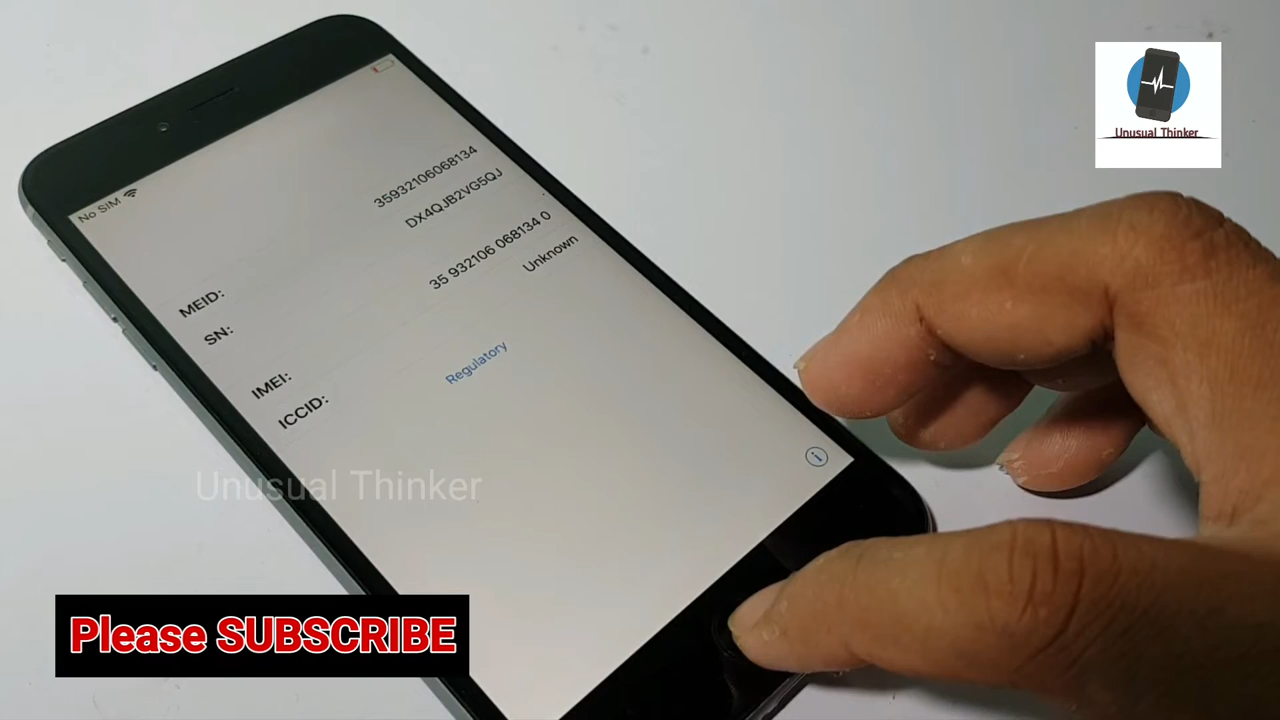 No SIM
MEID: 35932106068134
SN: DX4QJB2VG5QJ
IMEI: 35 932106 068134 0
ICCID: Unknown
Regulatory
i
Unusual Thinker
Unusual Thinker
Please SUBSCRIBE